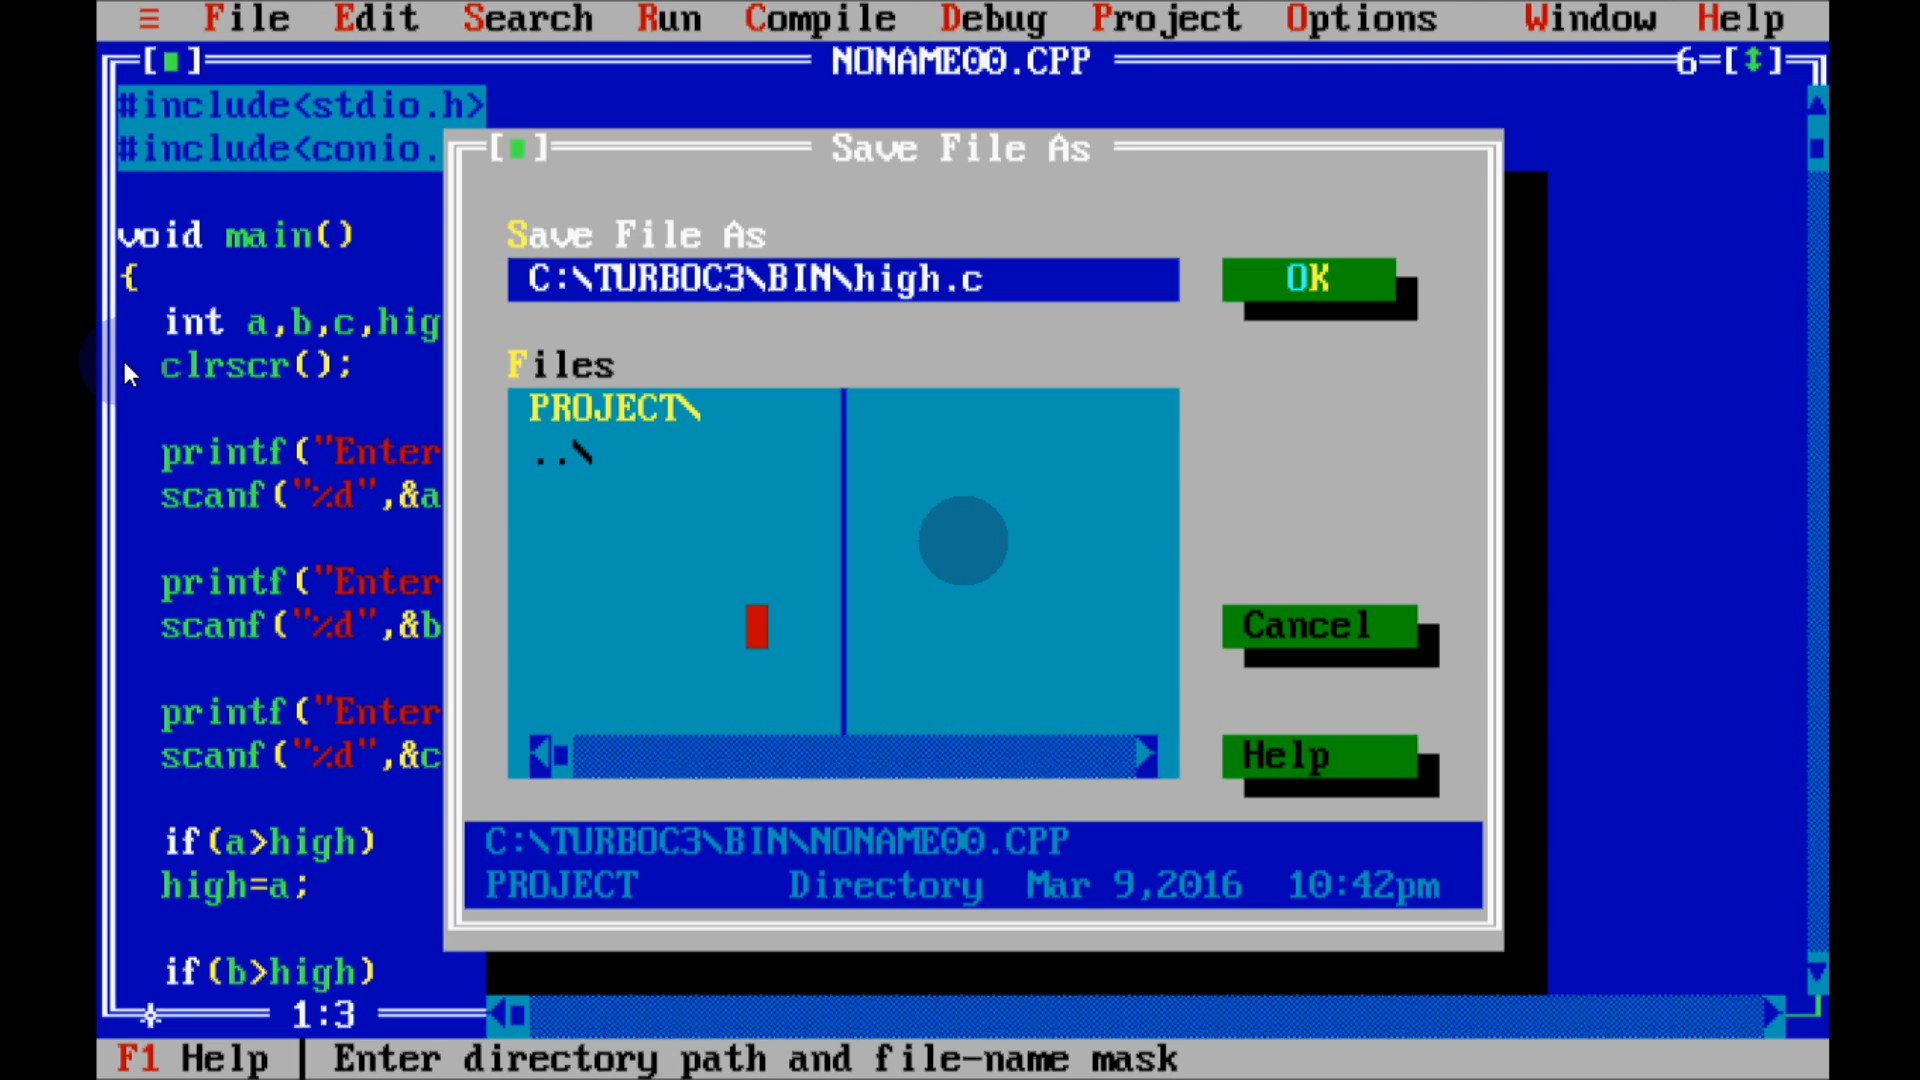 ≡ File Edit Search Run Compile Debug Project Options Window Help
[■] NONAME00.CPP 6=[↕]
#include<stdio.h>
#include<conio.
void main()
{
int a,b,c,hig
clrscr();
printf("Enter
scanf("%d",&a
printf("Enter
scanf("%d",&b
printf("Enter
scanf("%d",&c
if(a>high)
high=a;
if(b>high)
1:3
[■] Save File As
Save File As
C:\TURBOC3\BIN\high.c
OK
Files
PROJECT\
..\
Cancel
Help
C:\TURBOC3\BIN\NONAME00.CPP
PROJECT Directory Mar 9,2016 10:42pm
F1 Help │ Enter directory path and file-name mask